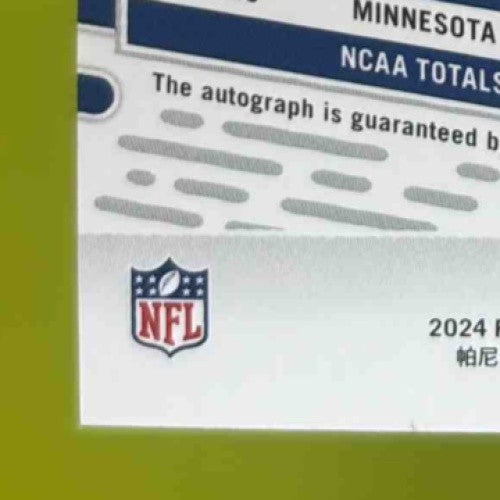 MINNESOTA
NCAA TOTALS
The autograph is guaranteed b
NFL
2024
帕尼